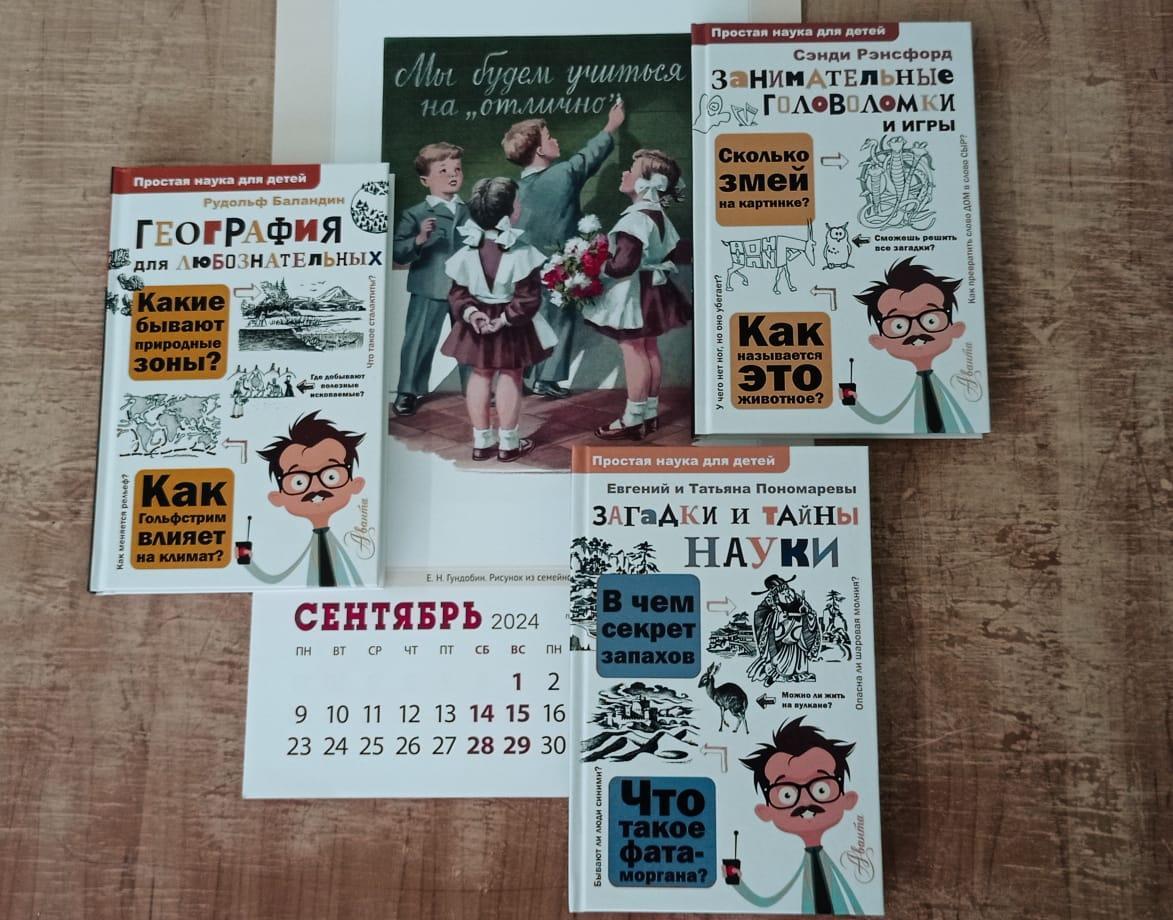 Мы будем учиться
на „отлично”
Е. Н. Гундобин. Рисунок из
СЕНТЯБРЬ 2024
ПН ВТ СР ЧТ ПТ СБ ВС ПН
1 2
9 10 11 12 13 14 15 16
23 24 25 26 27 28 29 30
Простая наука для детей
Рудольф Баландин
ГЕОГРАФИЯ
для ЛЮБОЗНАТЕЛЬНЫХ
Какие
бывают
природные
зоны?
Что такое сталактиты?
Где добывают
полезные
ископаемые?
Как
Гольфстрим
влияет
на климат?
Как меняется рельеф?
Аванта
Простая наука для детей
Сэнди Рэнсфорд
ЗАНИМАТЕЛЬНЫЕ
ГОЛОВОЛОМКИ
И ИГРЫ
Сколько
змей
на картинке?
Сможешь решить
все загадки?
Как превратить слово ДОМ в слово СЫР?
У чего нет ног, но оно убегает?
Как
называется
это
животное?
Аванта
Простая наука для детей
Евгений и Татьяна Пономаревы
ЗАГАДКИ И ТАЙНЫ
НАУКИ
В чем
секрет
запахов
Можно ли жить
на вулкане?
Опасна ли шаровая молния?
Бывают ли люди синими?
Что
такое
фата-
моргана?
Аванта